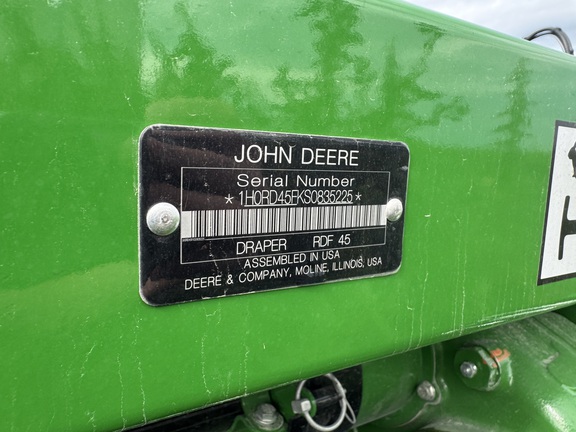 JOHN DEERE
Serial Number
*1H0RD45FKS0835225*
DRAPER RDF 45
ASSEMBLED IN USA
DEERE & COMPANY, MOLINE, ILLINOIS, USA